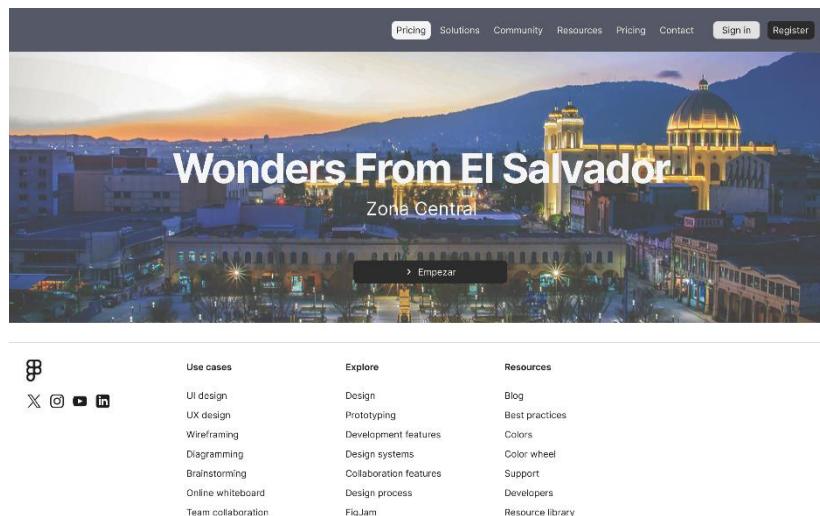 Pricing Solutions Community Resources Pricing Contact Sign in Register
Wonders From El Salvador
Zona Central
Empezar
Use cases
UI design
UX design
Wireframing
Diagramming
Brainstorming
Online whiteboard
Team collaboration
Explore
Design
Prototyping
Development features
Design systems
Collaboration features
Design process
FigJam
Resources
Blog
Best practices
Colors
Color wheel
Support
Developers
Resource library